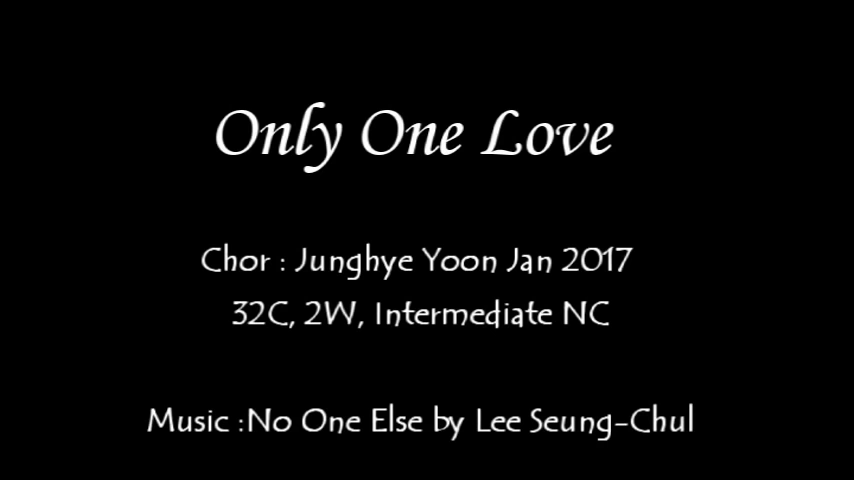 Only One Love
Chor : Junghye Yoon Jan 2017
32C, 2W, Intermediate NC
Music :No One Else by Lee Seung-Chul